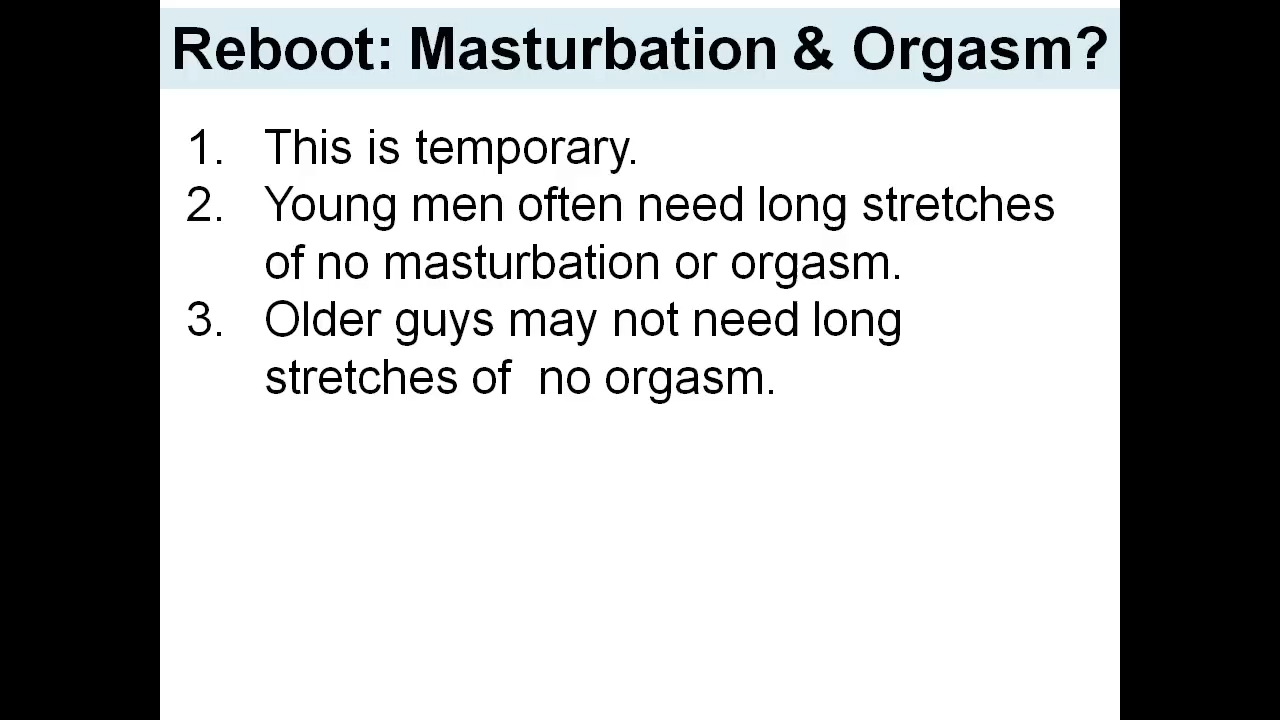 Reboot: Masturbation & Orgasm?
1. This is temporary.
2. Young men often need long stretches
of no masturbation or orgasm.
3. Older guys may not need long
stretches of  no orgasm.